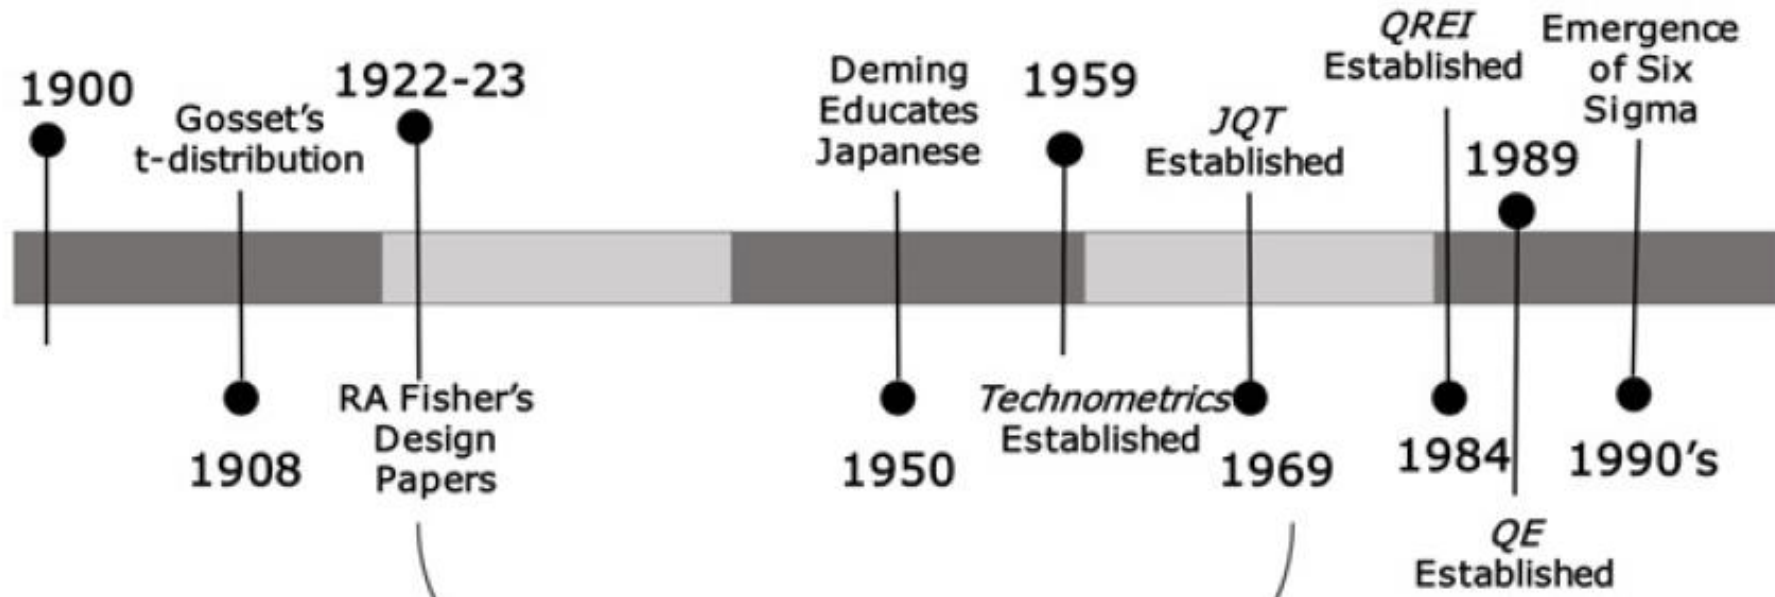 1900
Gosset's
t-distribution
1908
1922-23
RA Fisher's
Design
Papers
Deming
Educates
Japanese
1950
1959
Technometrics
Established
JQT
Established
1969
QREI
Established
1984
1989
QE
Established
Emergence
of Six
Sigma
1990's